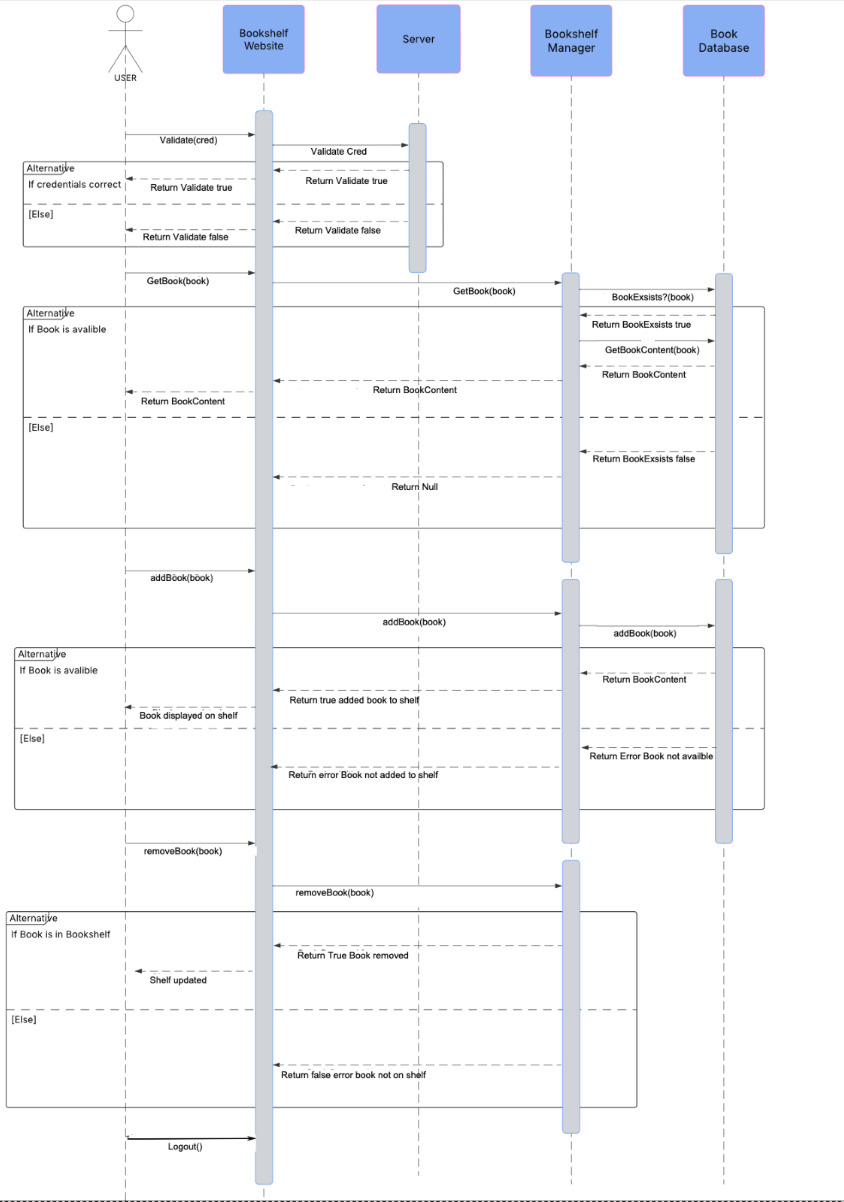 Bookshelf
Website
Server
Bookshelf
Manager
Book
Database
USER
Validate(cred)
Validate Cred
Alternative
If credentials correct
Return Validate true
Return Validate true
[Else]
Return Validate false
Return Validate false
GetBook(book)
GetBook(book)
BookExsists?(book)
Alternative
If Book is avalible
Return BookExsists true
GetBookContent(book)
Return BookContent
Return BookContent
Return BookContent
[Else]
Return BookExsists false
Return Null
addBook(book)
addBook(book)
addBook(book)
Alternative
If Book is avalible
Return BookContent
Return true added book to shelf
Book displayed on shelf
[Else]
Return Error Book not availble
Return error Book not added to shelf
removeBook(book)
removeBook(book)
Alternative
If Book is in Bookshelf
Return True Book removed
Shelf updated
[Else]
Return false error book not on shelf
Logout()